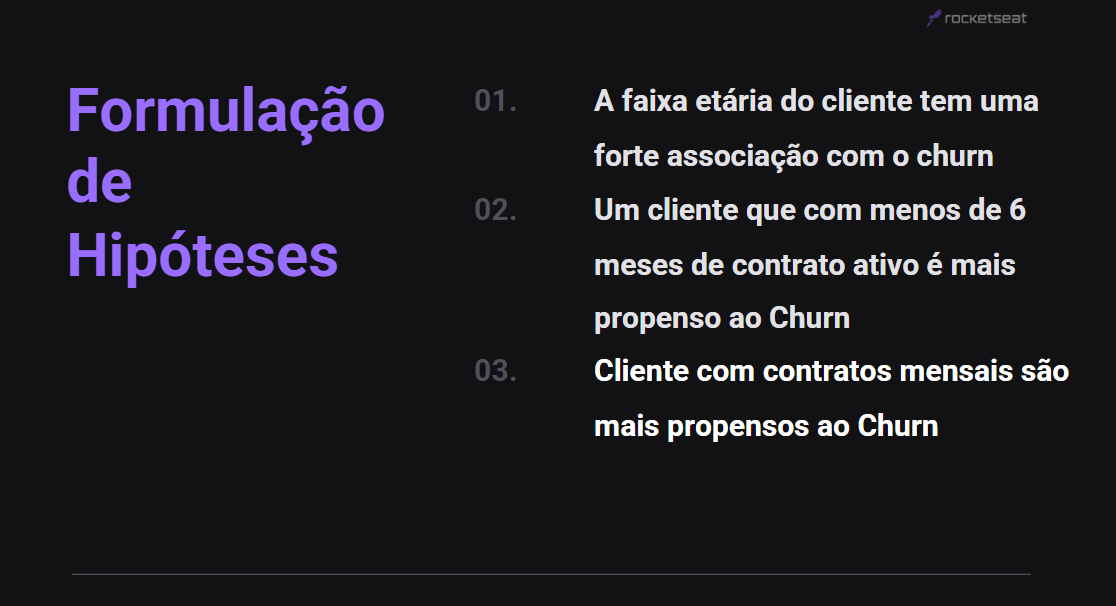 rocketseat
Formulação
de
Hipóteses
01.
A faixa etária do cliente tem uma
forte associação com o churn
02.
Um cliente que com menos de 6
meses de contrato ativo é mais
propenso ao Churn
03.
Cliente com contratos mensais são
mais propensos ao Churn